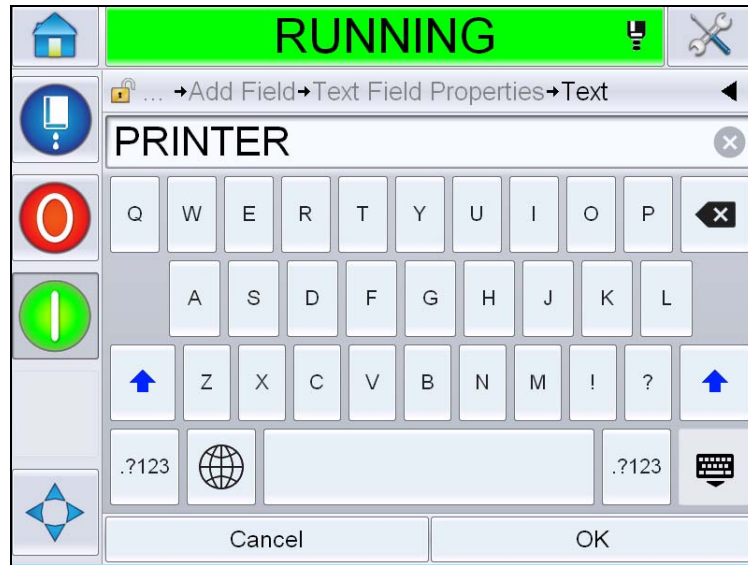 RUNNING
... →Add Field→Text Field Properties→Text
PRINTER
Q W E R T Y U I O P
A S D F G H J K L
Z X C V B N M ! ?
.?123 .?123
Cancel OK